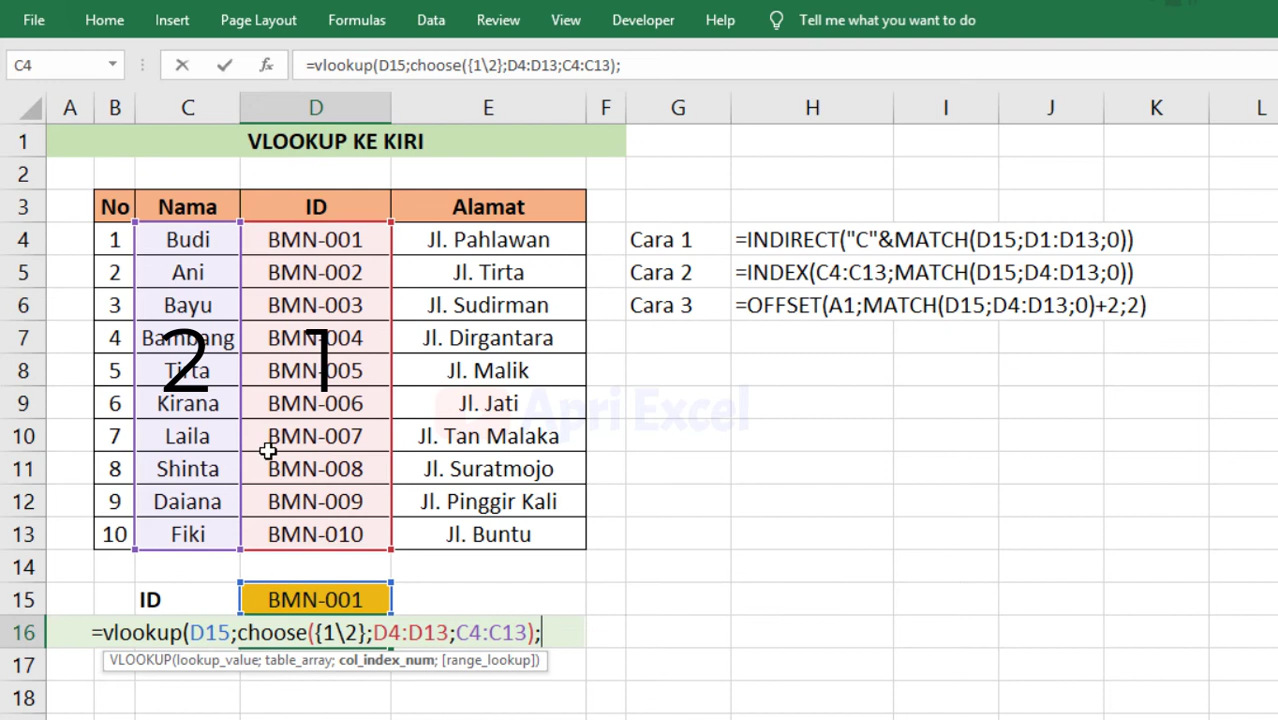 File Home Insert Page Layout Formulas Data Review View Developer Help Tell me what you want to do
C4 fx =vlookup(D15;choose({1\2};D4:D13;C4:C13);
A B C D E F G H I J K L
1 VLOOKUP KE KIRI
2
3 No Nama ID Alamat
4 1 Budi BMN-001 Jl. Pahlawan Cara 1 =INDIRECT("C"&MATCH(D15;D1:D13;0))
5 2 Ani BMN-002 Jl. Tirta Cara 2 =INDEX(C4:C13;MATCH(D15;D4:D13;0))
6 3 Bayu BMN-003 Jl. Sudirman Cara 3 =OFFSET(A1;MATCH(D15;D4:D13;0)+2;2)
7 4 Bambang BMN-004 Jl. Dirgantara
2 1
8 5 Tirta BMN-005 Jl. Malik
9 6 Kirana BMN-006 Jl. Jati Apri Excel
10 7 Laila BMN-007 Jl. Tan Malaka
11 8 Shinta BMN-008 Jl. Suratmojo
12 9 Daiana BMN-009 Jl. Pinggir Kali
13 10 Fiki BMN-010 Jl. Buntu
14
15 ID BMN-001
16 =vlookup(D15;choose({1\2};D4:D13;C4:C13);
17 VLOOKUP(lookup_value; table_array; col_index_num; [range_lookup])
18